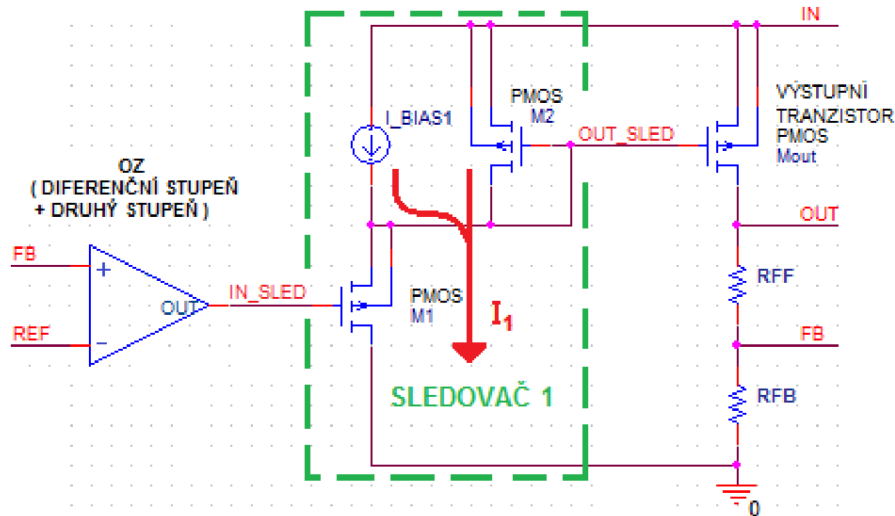 IN
PMOS
M2
I_BIAS1
OUT_SLED
VÝSTUPNÍ
TRANZISTOR
PMOS
Mout
OZ
( DIFERENČNÍ STUPEŇ
+ DRUHÝ STUPEŇ )
OUT
FB
+
OUT
IN_SLED
PMOS
M1
I1
RFF
REF
-
FB
SLEDOVAČ 1
RFB
0